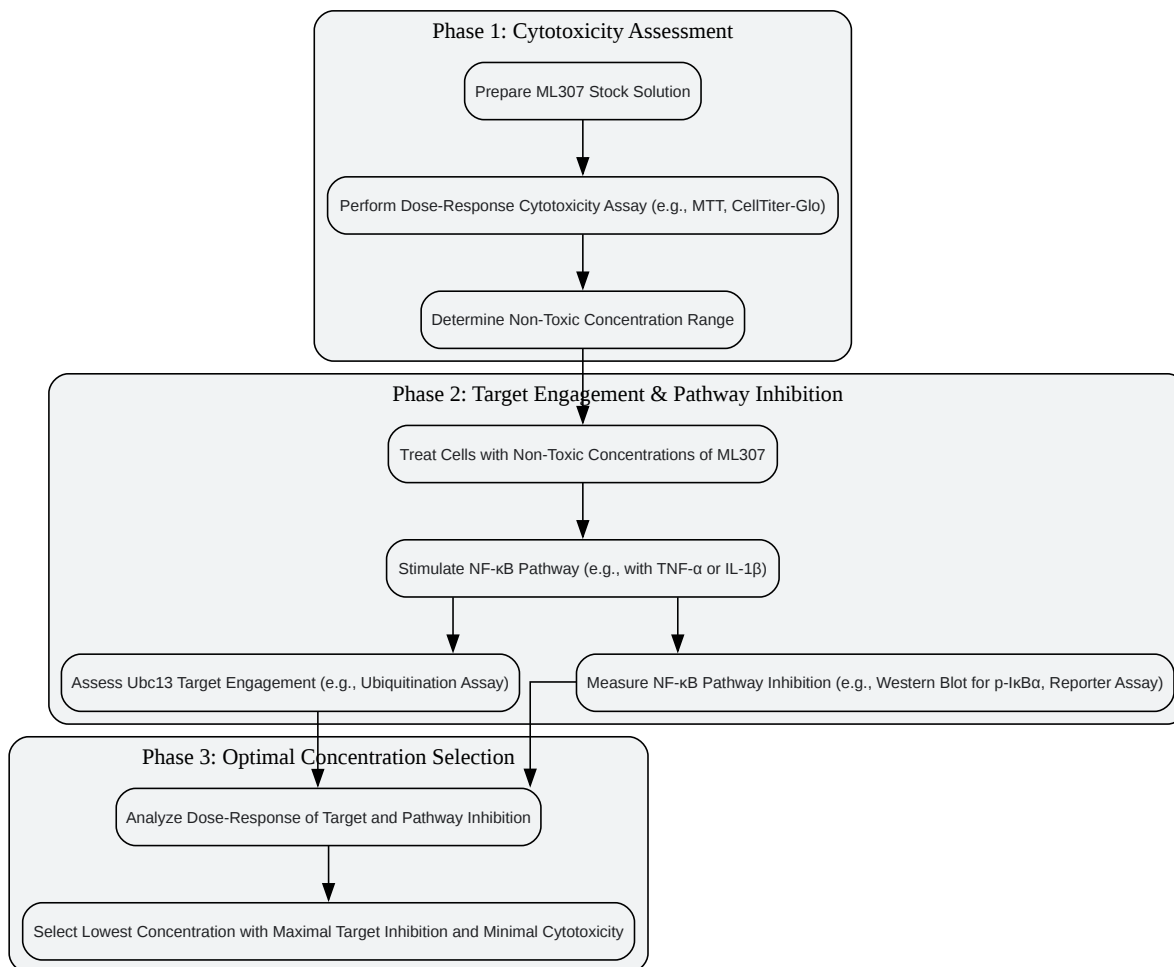 Phase 1: Cytotoxicity Assessment
Prepare ML307 Stock Solution
Perform Dose-Response Cytotoxicity Assay (e.g., MTT, CellTiter-Glo)
Determine Non-Toxic Concentration Range
Phase 2: Target Engagement & Pathway Inhibition
Treat Cells with Non-Toxic Concentrations of ML307
Stimulate NF-κB Pathway (e.g., with TNF-α or IL-1β)
Assess Ubc13 Target Engagement (e.g., Ubiquitination Assay)
Measure NF-κB Pathway Inhibition (e.g., Western Blot for p-IκBα, Reporter Assay)
Phase 3: Optimal Concentration Selection
Analyze Dose-Response of Target and Pathway Inhibition
Select Lowest Concentration with Maximal Target Inhibition and Minimal Cytotoxicity